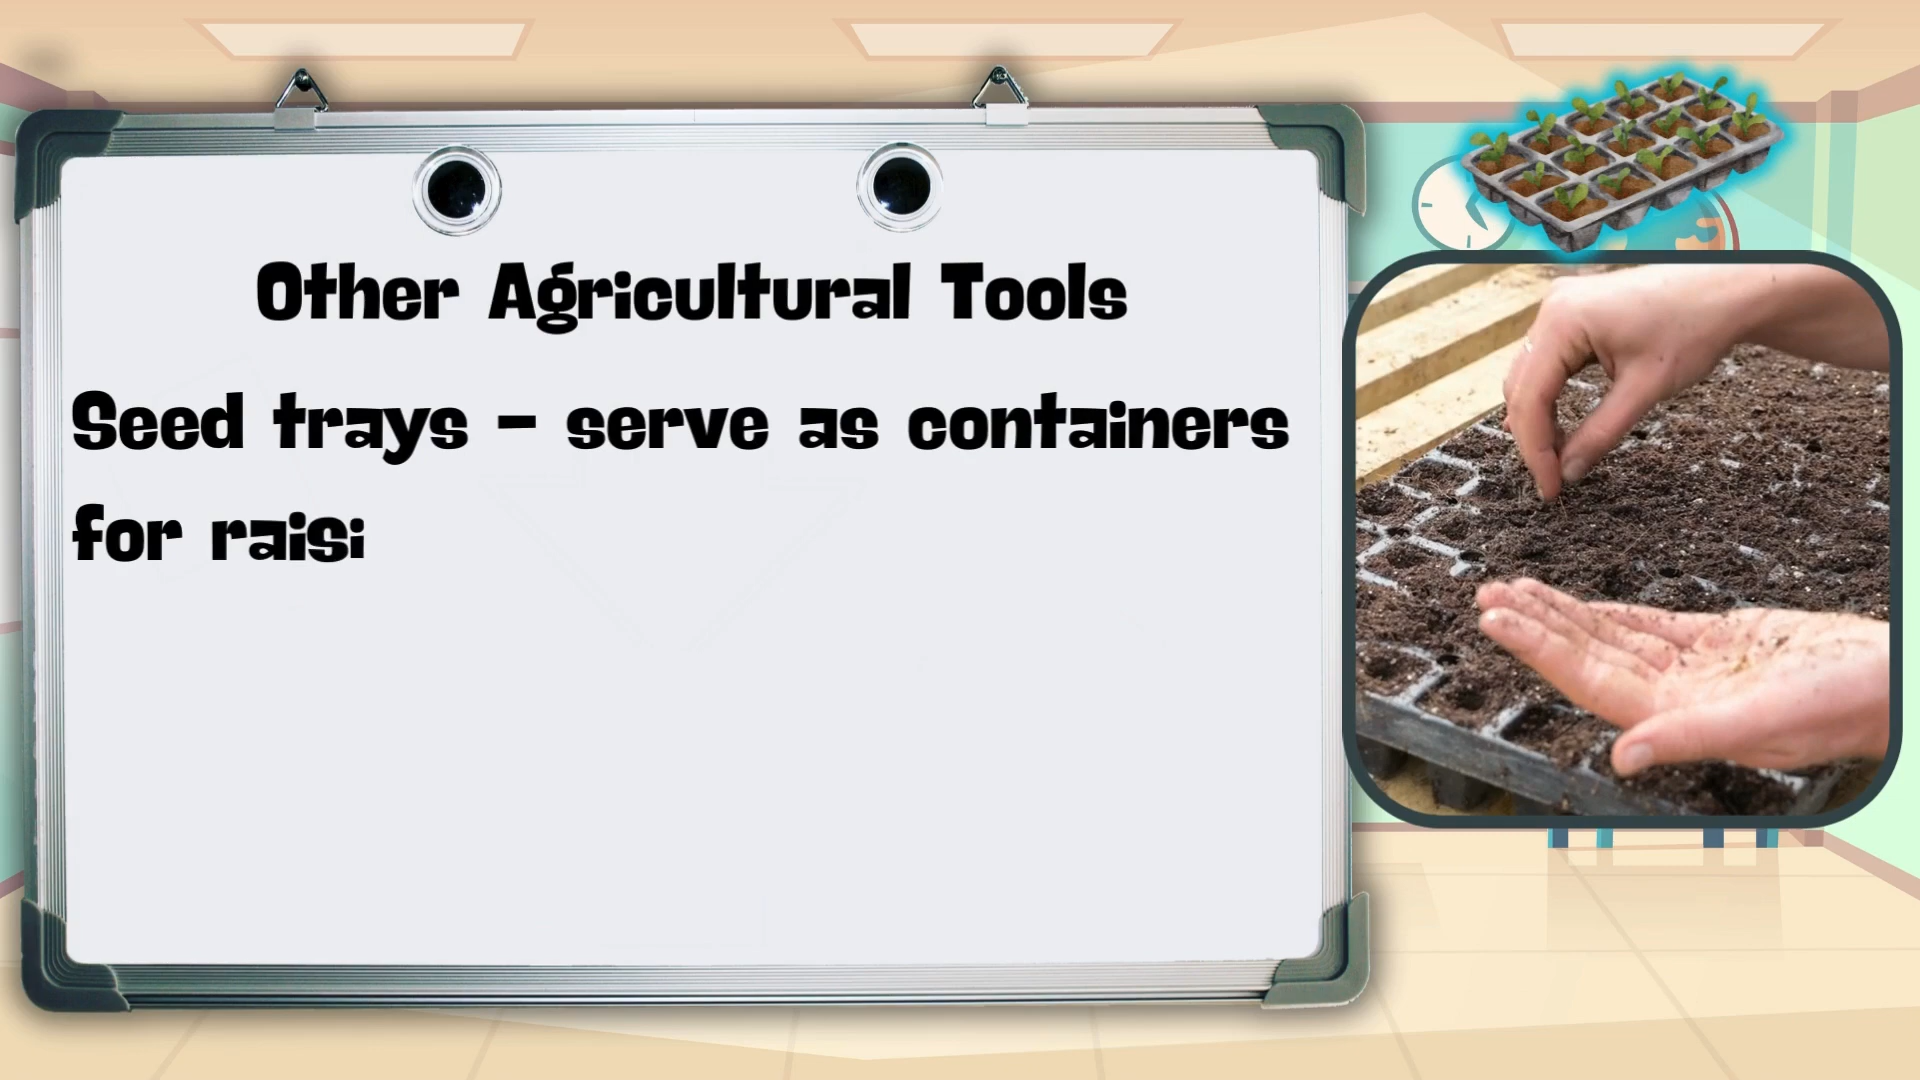 Other Agricultural Tools
Seed trays - serve as containers
for raisi